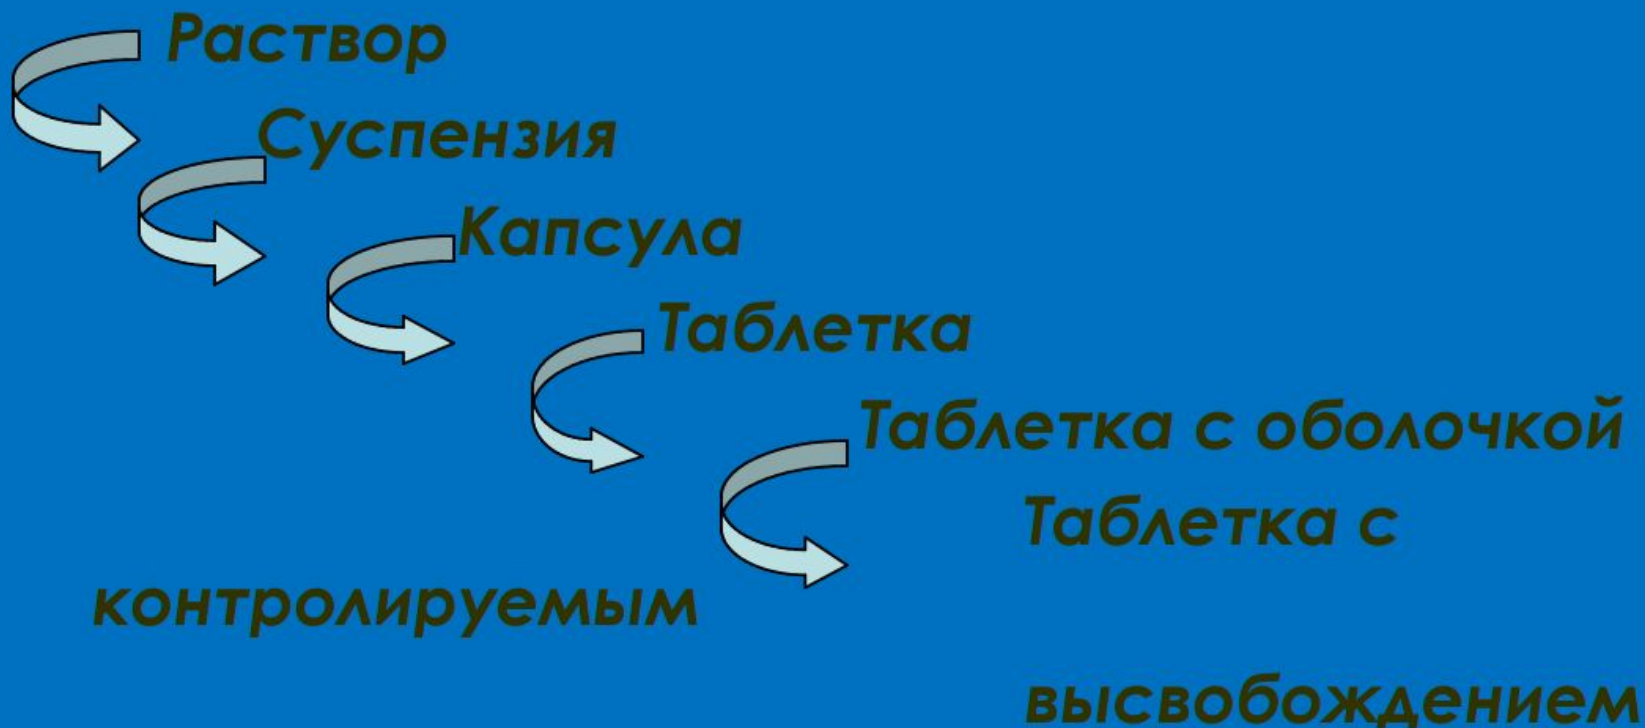 Раствор
Суспензия
Капсула
Таблетка
Таблетка с оболочкой
Таблетка с
контролируемым
высвобождением